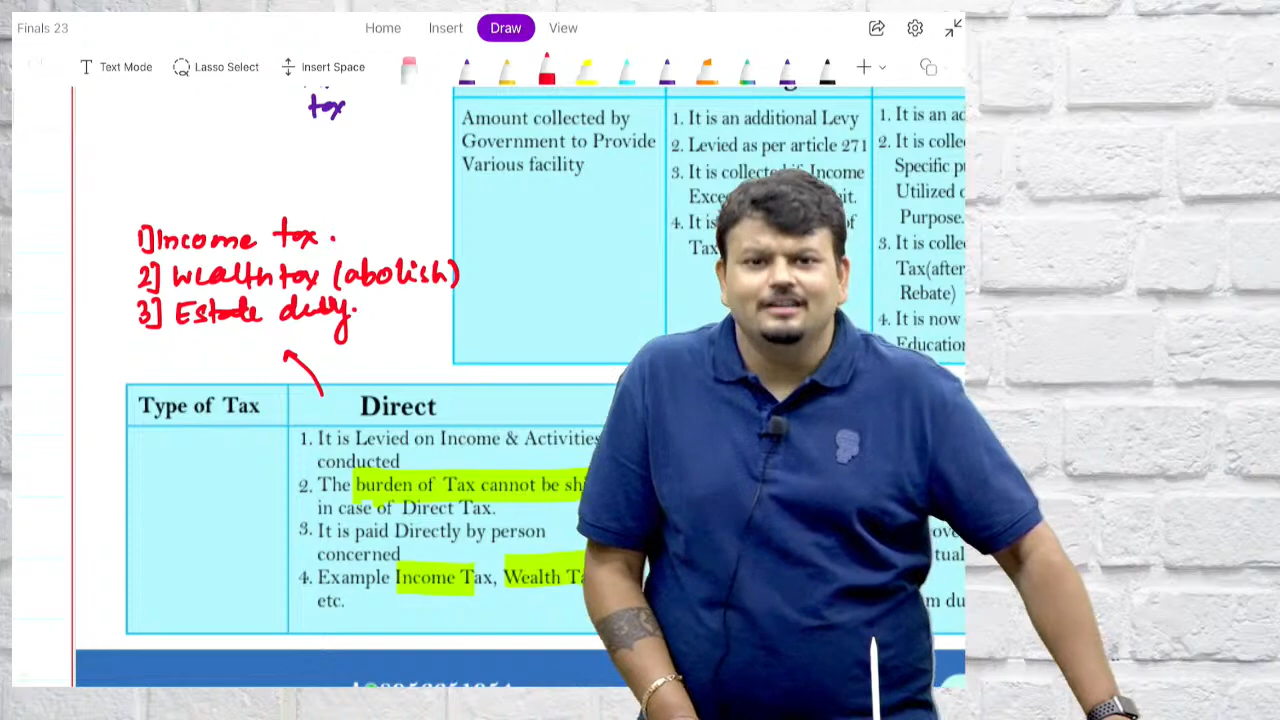 Finals 23
Home Insert Draw View
Text Mode Lasso Select Insert Space
tax
Amount collected by
Government to Provide
Various facility
1. It is an additional Levy
2. Levied as per article 271
3. It is collected if Income
4. It is of
Tax
1. It is an
2. It is
Specific
Utilized
Purpose.
3. It is
Tax(after
Rebate)
4. It is now
Education
1] Income tax.
2] Wealth tax (abolish)
3] Estate duty.
Type of Tax Direct
1. It is Levied on Income & Activities
conducted
2. The burden of Tax cannot be
in case of Direct Tax.
3. It is paid Directly by person
concerned
4. Example Income Tax, Wealth
etc.